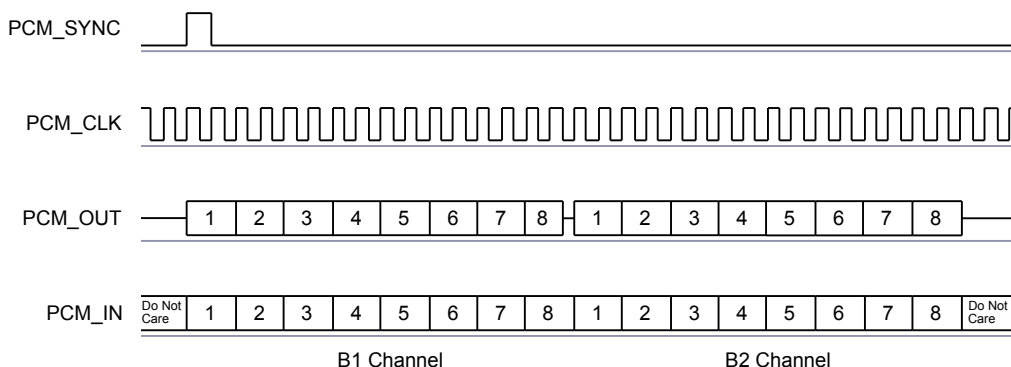 PCM_SYNC
PCM_CLK
PCM_OUT 1 2 3 4 5 6 7 8 1 2 3 4 5 6 7 8
PCM_IN Do Not Care 1 2 3 4 5 6 7 8 1 2 3 4 5 6 7 8 Do Not Care
B1 Channel B2 Channel